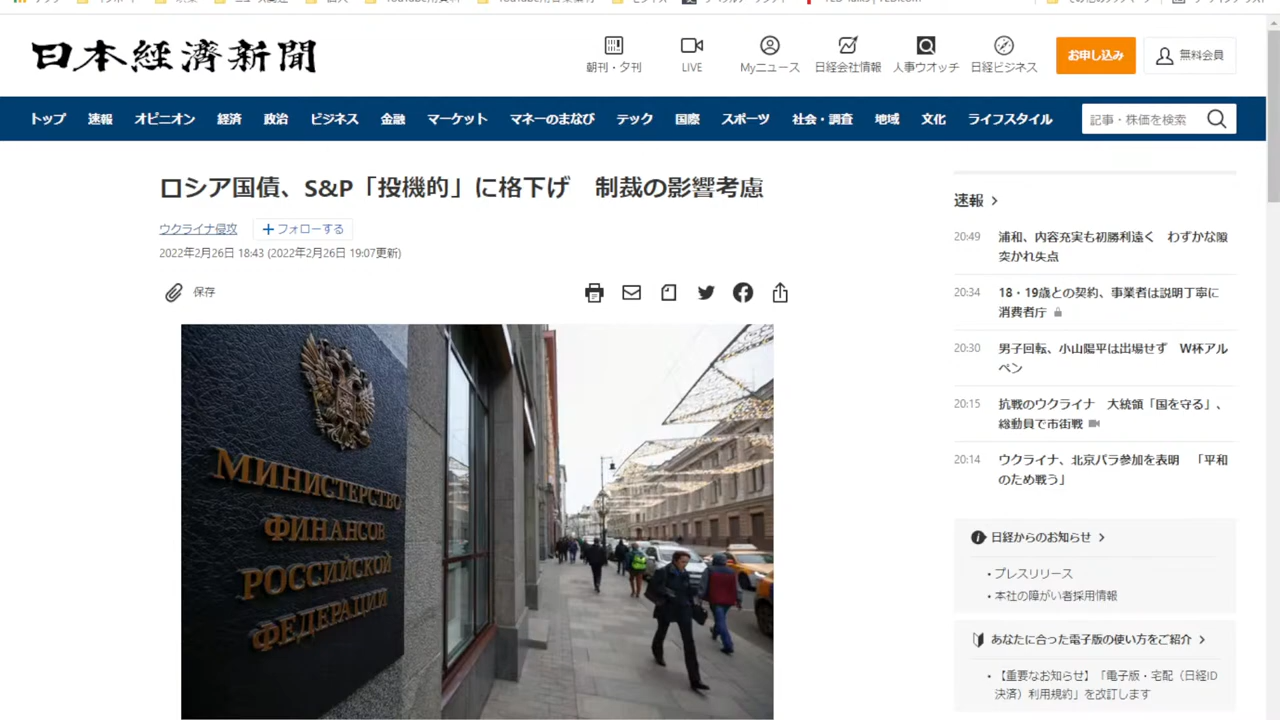 日本経済新聞
朝刊・夕刊
LIVE
Myニュース
日経会社情報
人事ウオッチ
日経ビジネス
お申し込み
無料会員
トップ
速報
オピニオン
経済
政治
ビジネス
金融
マーケット
マネーのまなび
テック
国際
スポーツ
社会・調査
地域
文化
ライフスタイル
記事・株価を検索
ロシア国債、S&P「投機的」に格下げ　制裁の影響考慮
ウクライナ侵攻
フォローする
2022年2月26日 18:43 (2022年2月26日 19:07更新)
保存
МИНИСТЕРСТВО
ФИНАНСОВ
РОССИЙСКОЙ
ФЕДЕРАЦИИ
速報
20:49 浦和、内容充実も初勝利遠く　わずかな隙
突かれ失点
20:34 18・19歳との契約、事業者は説明丁寧に
消費者庁
20:30 男子回転、小山陽平は出場せず　W杯アル
ペン
20:15 抗戦のウクライナ　大統領「国を守る」、
総動員で市街戦
20:14 ウクライナ、北京パラ参加を表明　「平和
のため戦う」
日経からのお知らせ
・プレスリリース
・本社の障がい者採用情報
あなたに合った電子版の使い方をご紹介
・【重要なお知らせ】「電子版・宅配（日経ID
決済）利用規約」を改訂します